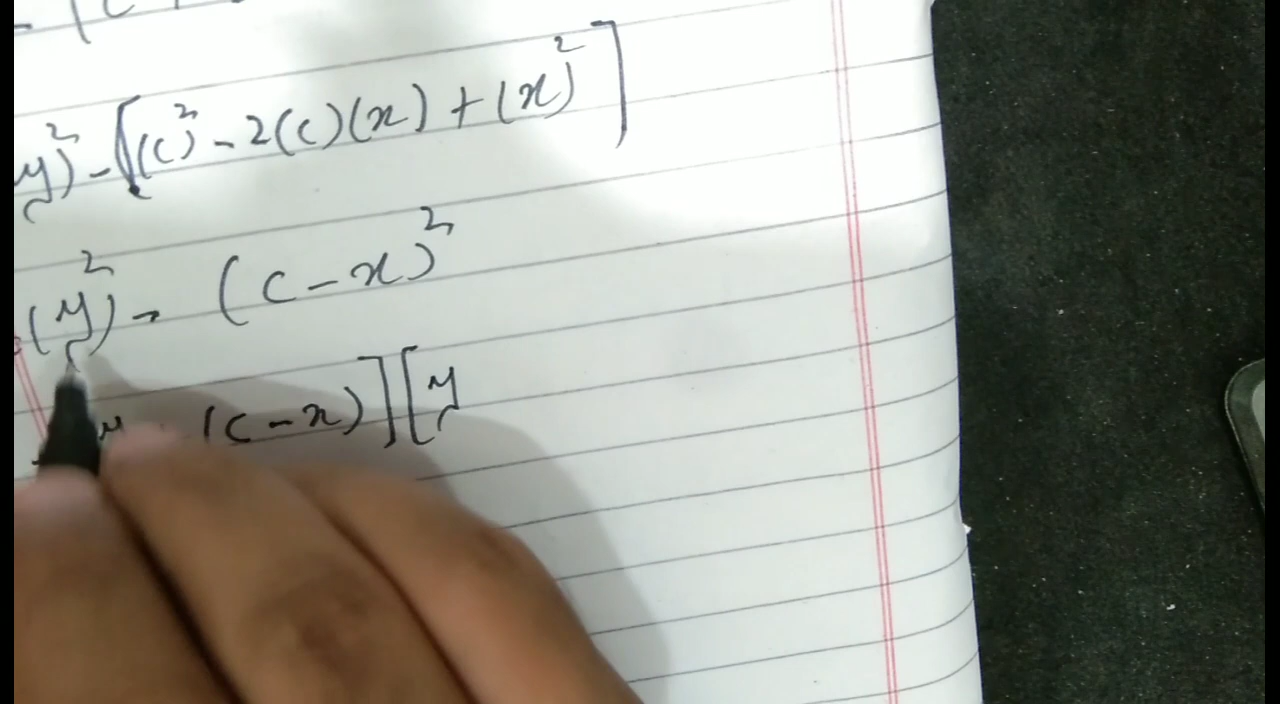 y)² - [(c)² - 2(c)(x) + (x)²]
(y)² - (c - x)²
(c - x)] [y